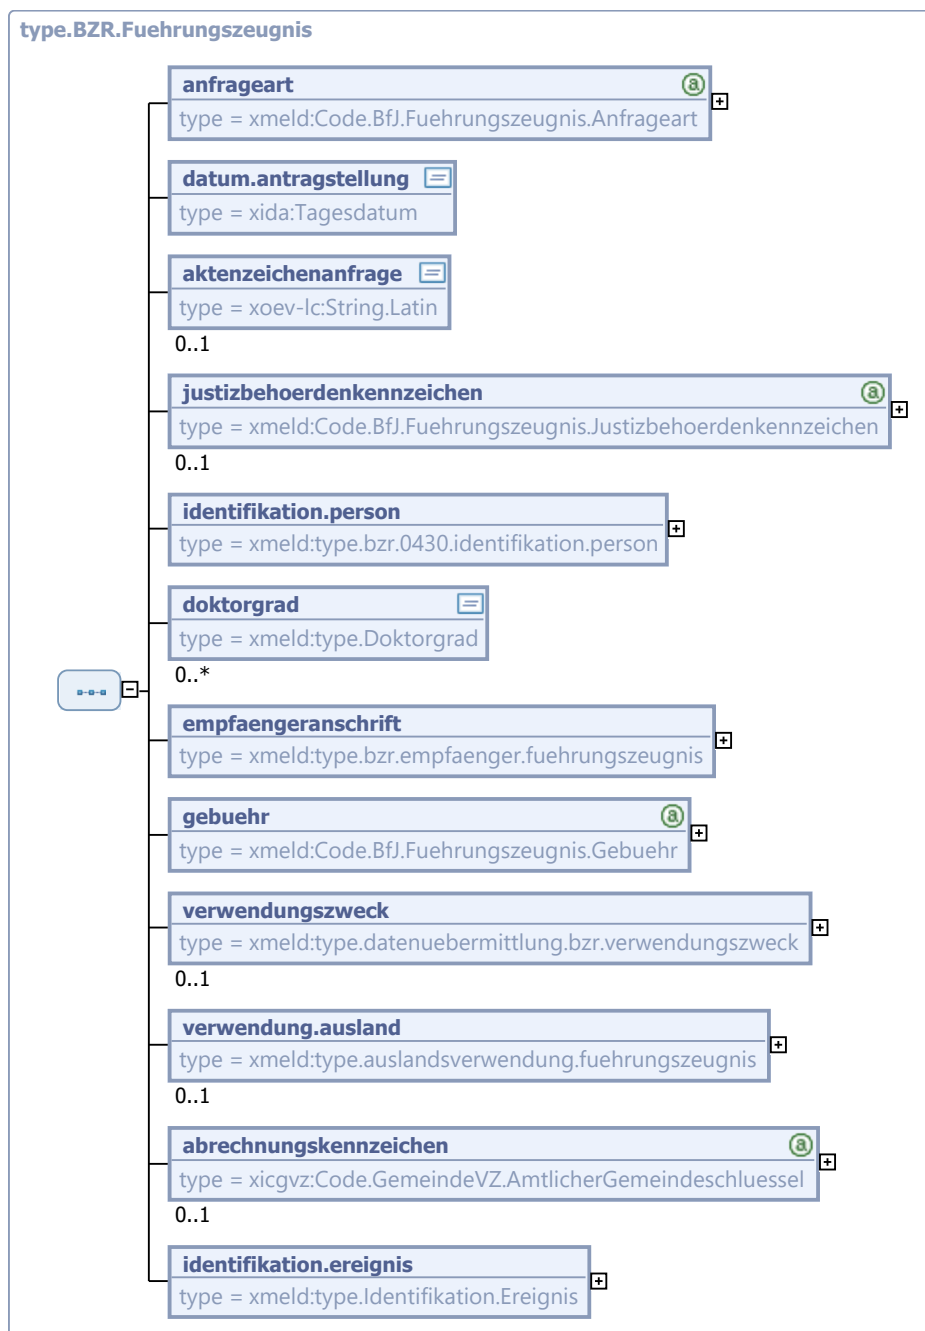 type.BZR.Fuehrungszeugnis
anfrageart
type = xmeld:Code.BfJ.Fuehrungszeugnis.Anfrageart
datum.antragstellung
type = xida:Tagesdatum
aktenzeichenanfrage
type = xoev-lc:String.Latin
0..1
justizbehoerdenkennzeichen
type = xmeld:Code.BfJ.Fuehrungszeugnis.Justizbehoerdenkennzeichen
0..1
identifikation.person
type = xmeld:type.bzr.0430.identifikation.person
doktorgrad
type = xmeld:type.Doktorgrad
0..*
empfaengeranschrift
type = xmeld:type.bzr.empfaenger.fuehrungszeugnis
gebuehr
type = xmeld:Code.BfJ.Fuehrungszeugnis.Gebuehr
verwendungszweck
type = xmeld:type.datenuebermittlung.bzr.verwendungszweck
0..1
verwendung.ausland
type = xmeld:type.auslandsverwendung.fuehrungszeugnis
0..1
abrechnungskennzeichen
type = xicgvz:Code.GemeindeVZ.AmtlicherGemeindeschluessel
0..1
identifikation.ereignis
type = xmeld:type.Identifikation.Ereignis